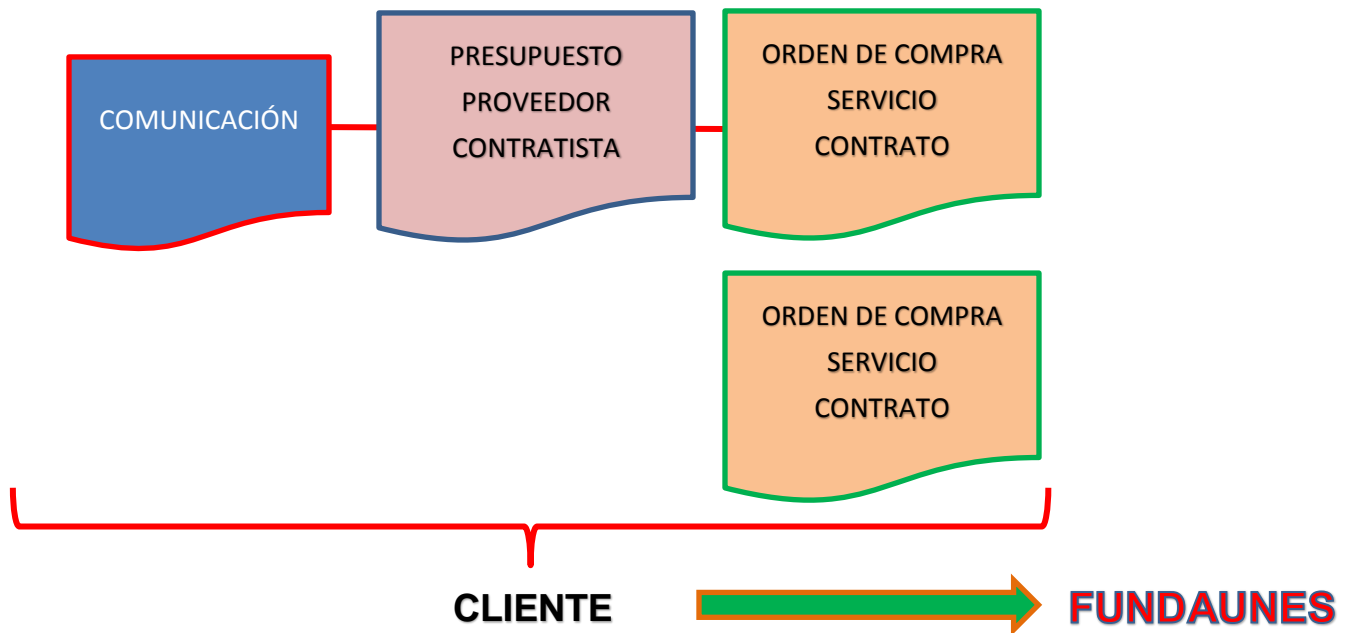 COMUNICACIÓN
PRESUPUESTO
PROVEEDOR
CONTRATISTA
ORDEN DE COMPRA
SERVICIO
CONTRATO
ORDEN DE COMPRA
SERVICIO
CONTRATO
CLIENTE
FUNDAUNES